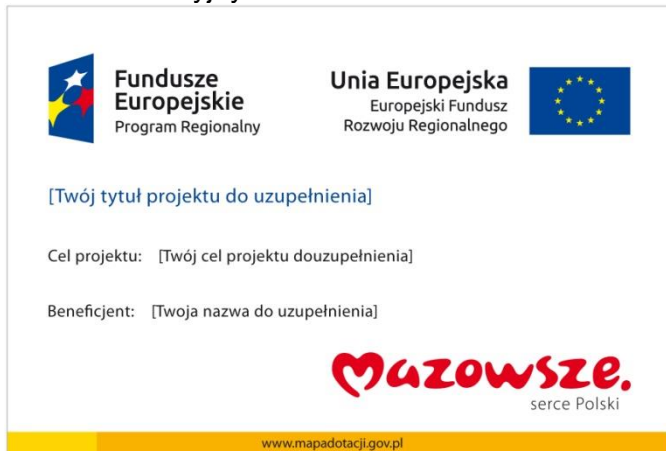 Fundusze
Europejskie
Program Regionalny
Unia Europejska
Europejski Fundusz
Rozwoju Regionalnego
[Twój tytuł projektu do uzupełnienia]
Cel projektu: [Twój cel projektu douzupełnienia]
Beneficjent: [Twoja nazwa do uzupełnienia]
Mazowsze.
serce Polski
www.mapadotacji.gov.pl